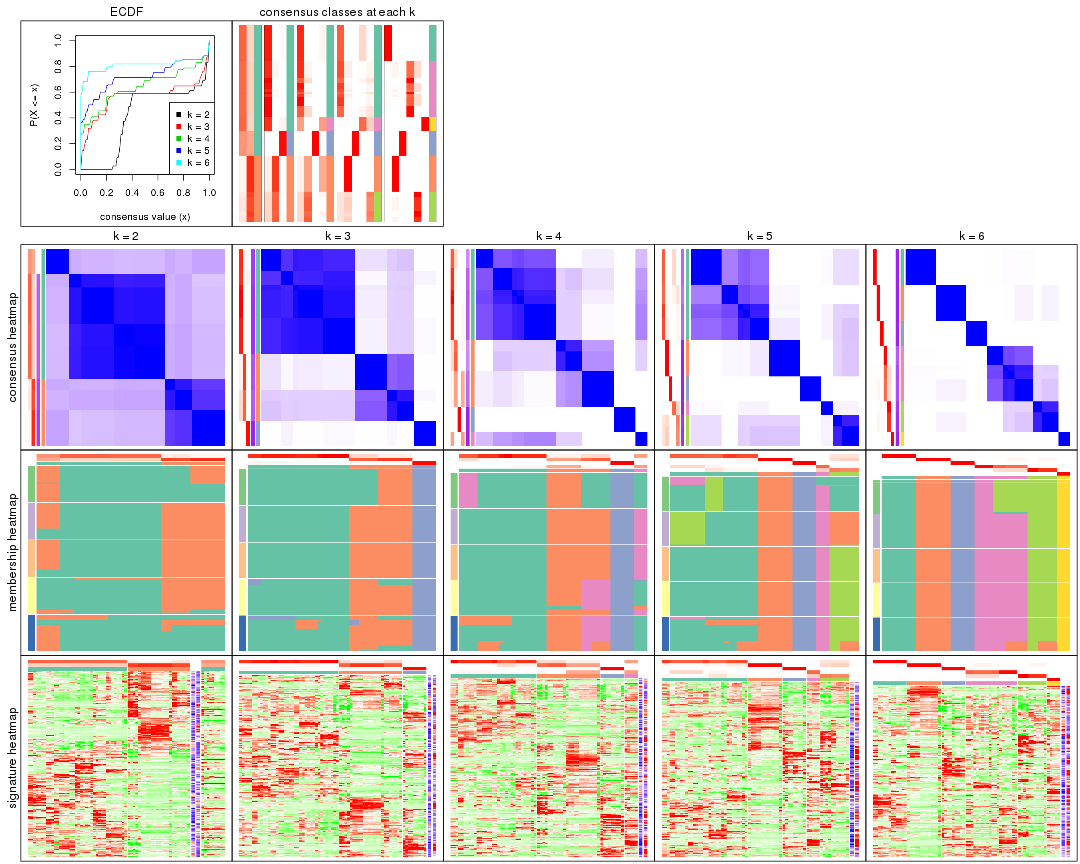 ECDF
consensus classes at each k
P(X <= x)
0.0 0.2 0.4 0.6 0.8 1.0
k = 2
k = 3
k = 4
k = 5
k = 6
0.0 0.2 0.4 0.6 0.8 1.0
consensus value (x)
k = 2
k = 3
k = 4
k = 5
k = 6
consensus heatmap
membership heatmap
signature heatmap